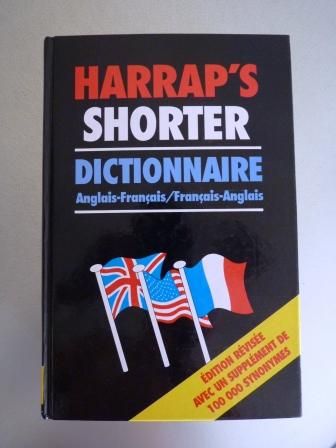 HARRAP'S
SHORTER
DICTIONNAIRE
Anglais-Français/Français-Anglais
ÉDITION RÉVISÉE
AVEC UN SUPPLÉMENT DE
100 000 SYNONYMES